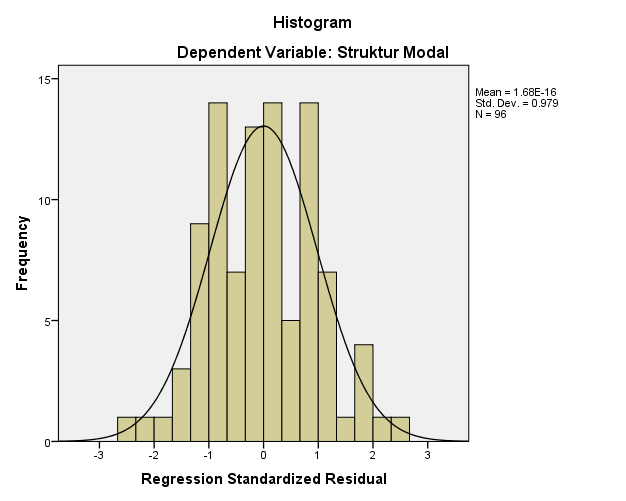 Histogram
Dependent Variable: Struktur Modal
Mean = 1.68E-16
Std. Dev. = 0.979
N = 96
Frequency
15
10
5
0
-3 -2 -1 0 1 2 3
Regression Standardized Residual